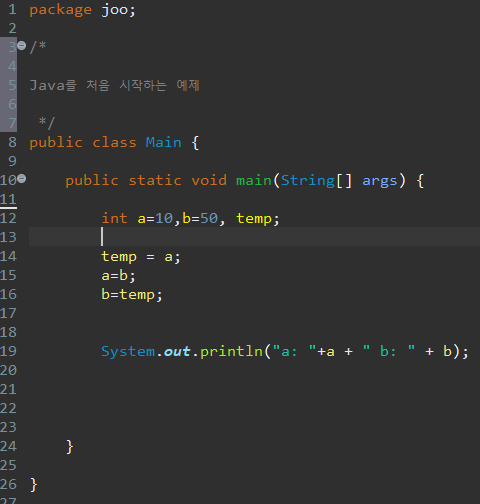 1 package joo;
2
3 /*
4
5 Java를 처음 시작하는 예제
6
7 */
8 public class Main {
9
10 public static void main(String[] args) {
11
12 int a=10,b=50, temp;
13
14 temp = a;
15 a=b;
16 b=temp;
17
18
19 System.out.println("a: "+a + " b: " + b);
20
21
22
23
24 }
25
26 }
27